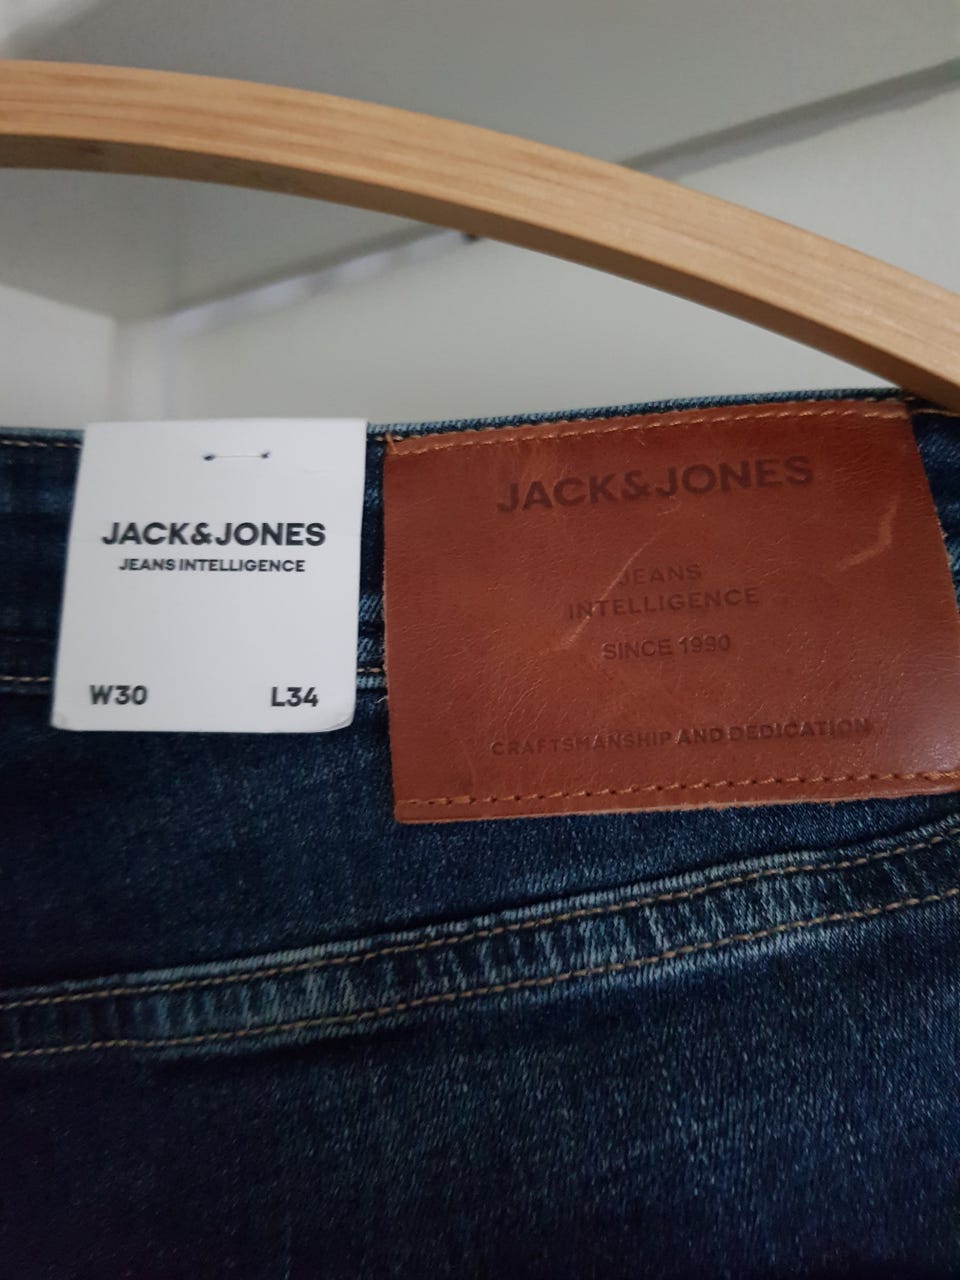 JACK&JONES
JEANS INTELLIGENCE
W30 L34
JACK&JONES
JEANS
INTELLIGENCE
SINCE 1990
CRAFTSMANSHIP AND DEDICATION